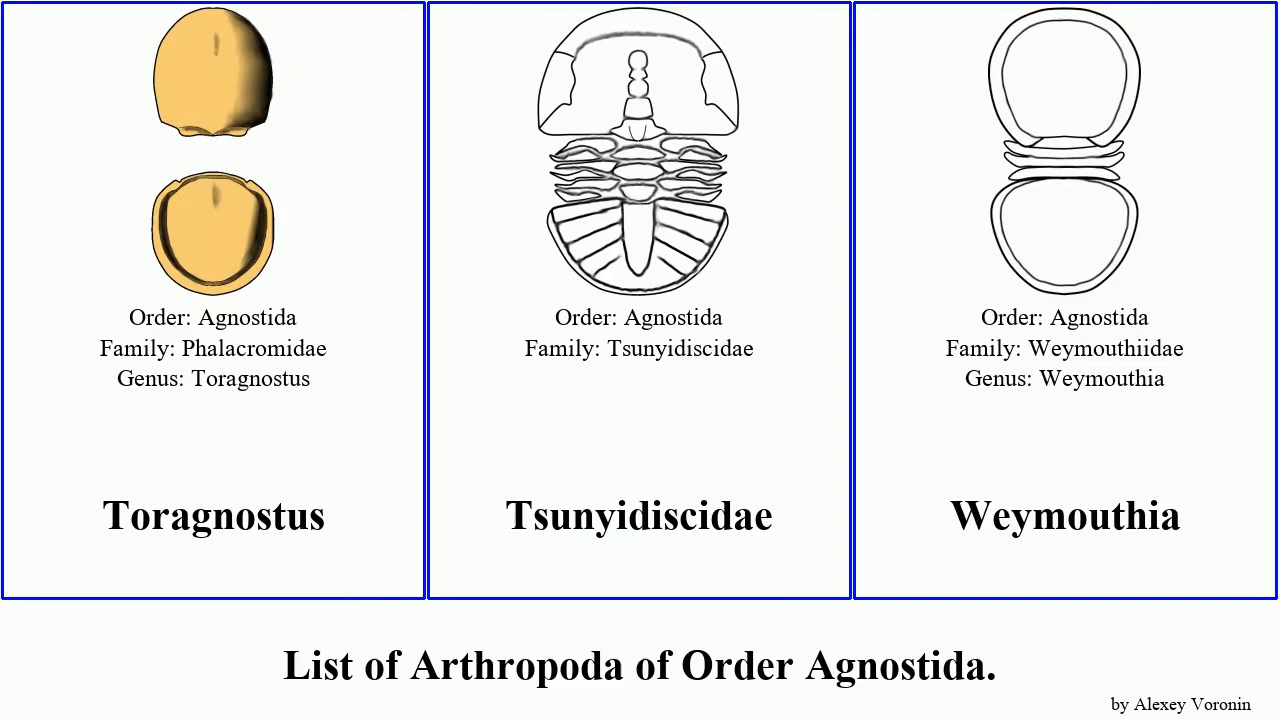 Order: Agnostida
Family: Phalacromidae
Genus: Toragnostus
Toragnostus
Order: Agnostida
Family: Tsunyidiscidae
Tsunyidiscidae
Order: Agnostida
Family: Weymouthiidae
Genus: Weymouthia
Weymouthia
List of Arthropoda of Order Agnostida.
by Alexey Voronin